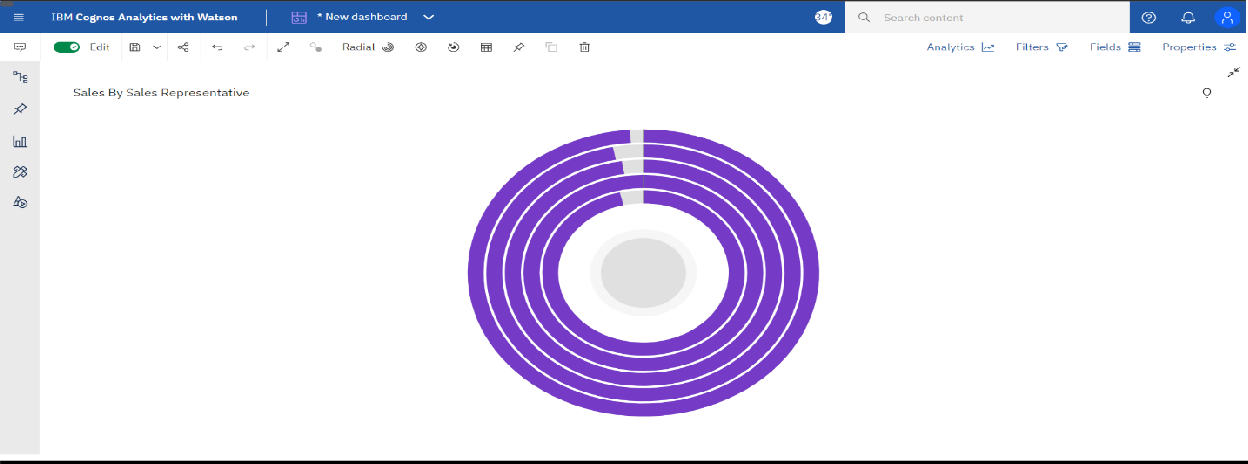 IBM Cognos Analytics with Watson
* New dashboard
Search content
Edit
Radial
Analytics
Filters
Fields
Properties
Sales By Sales Representative